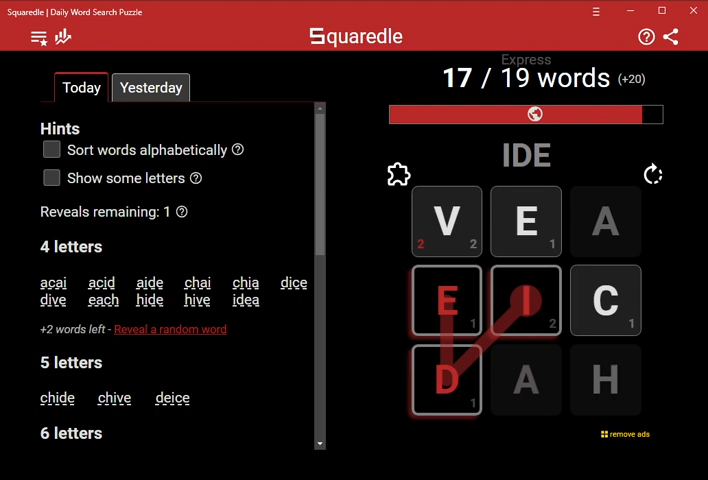 Squaredle | Daily Word Search Puzzle
Squaredle
Today
Yesterday
Hints
Sort words alphabetically
Show some letters
Reveals remaining: 1
4 letters
açai acid aide chai chia dice
dive each hide hive idea
+2 words left - Reveal a random word
5 letters
chide chive deice
6 letters
Express
17 / 19 words (+20)
IDE
V E A
2 2 1
E I C
1 2 1
D A H
1
remove ads